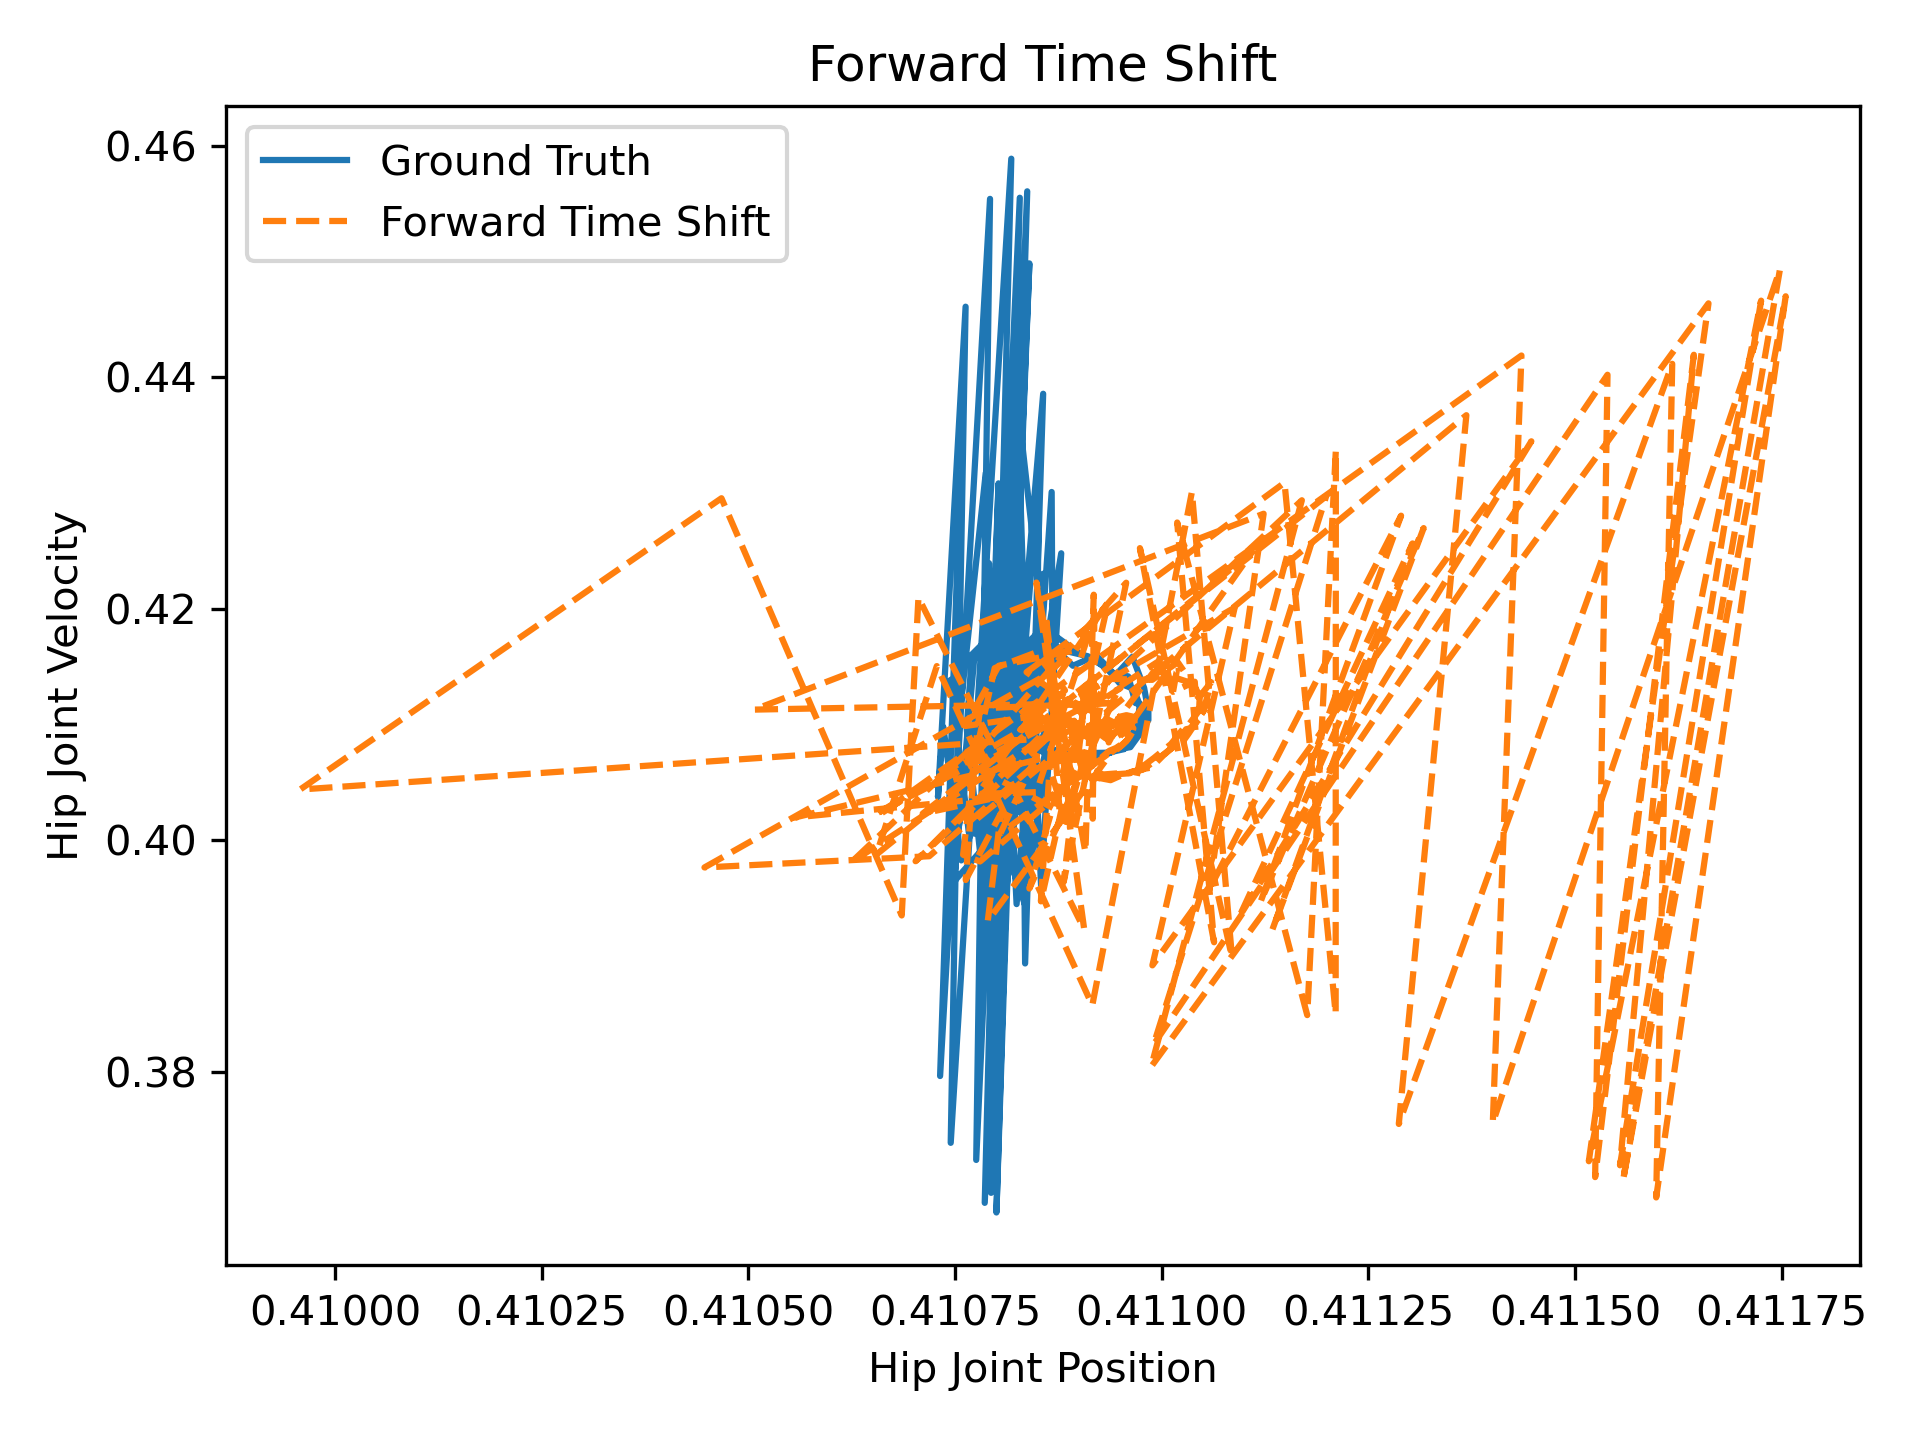 Forward Time Shift
Ground Truth
Forward Time Shift
0.46
0.44
0.42
0.40
0.38
Hip Joint Velocity
0.41000 0.41025 0.41050 0.41075 0.41100 0.41125 0.41150 0.41175
Hip Joint Position